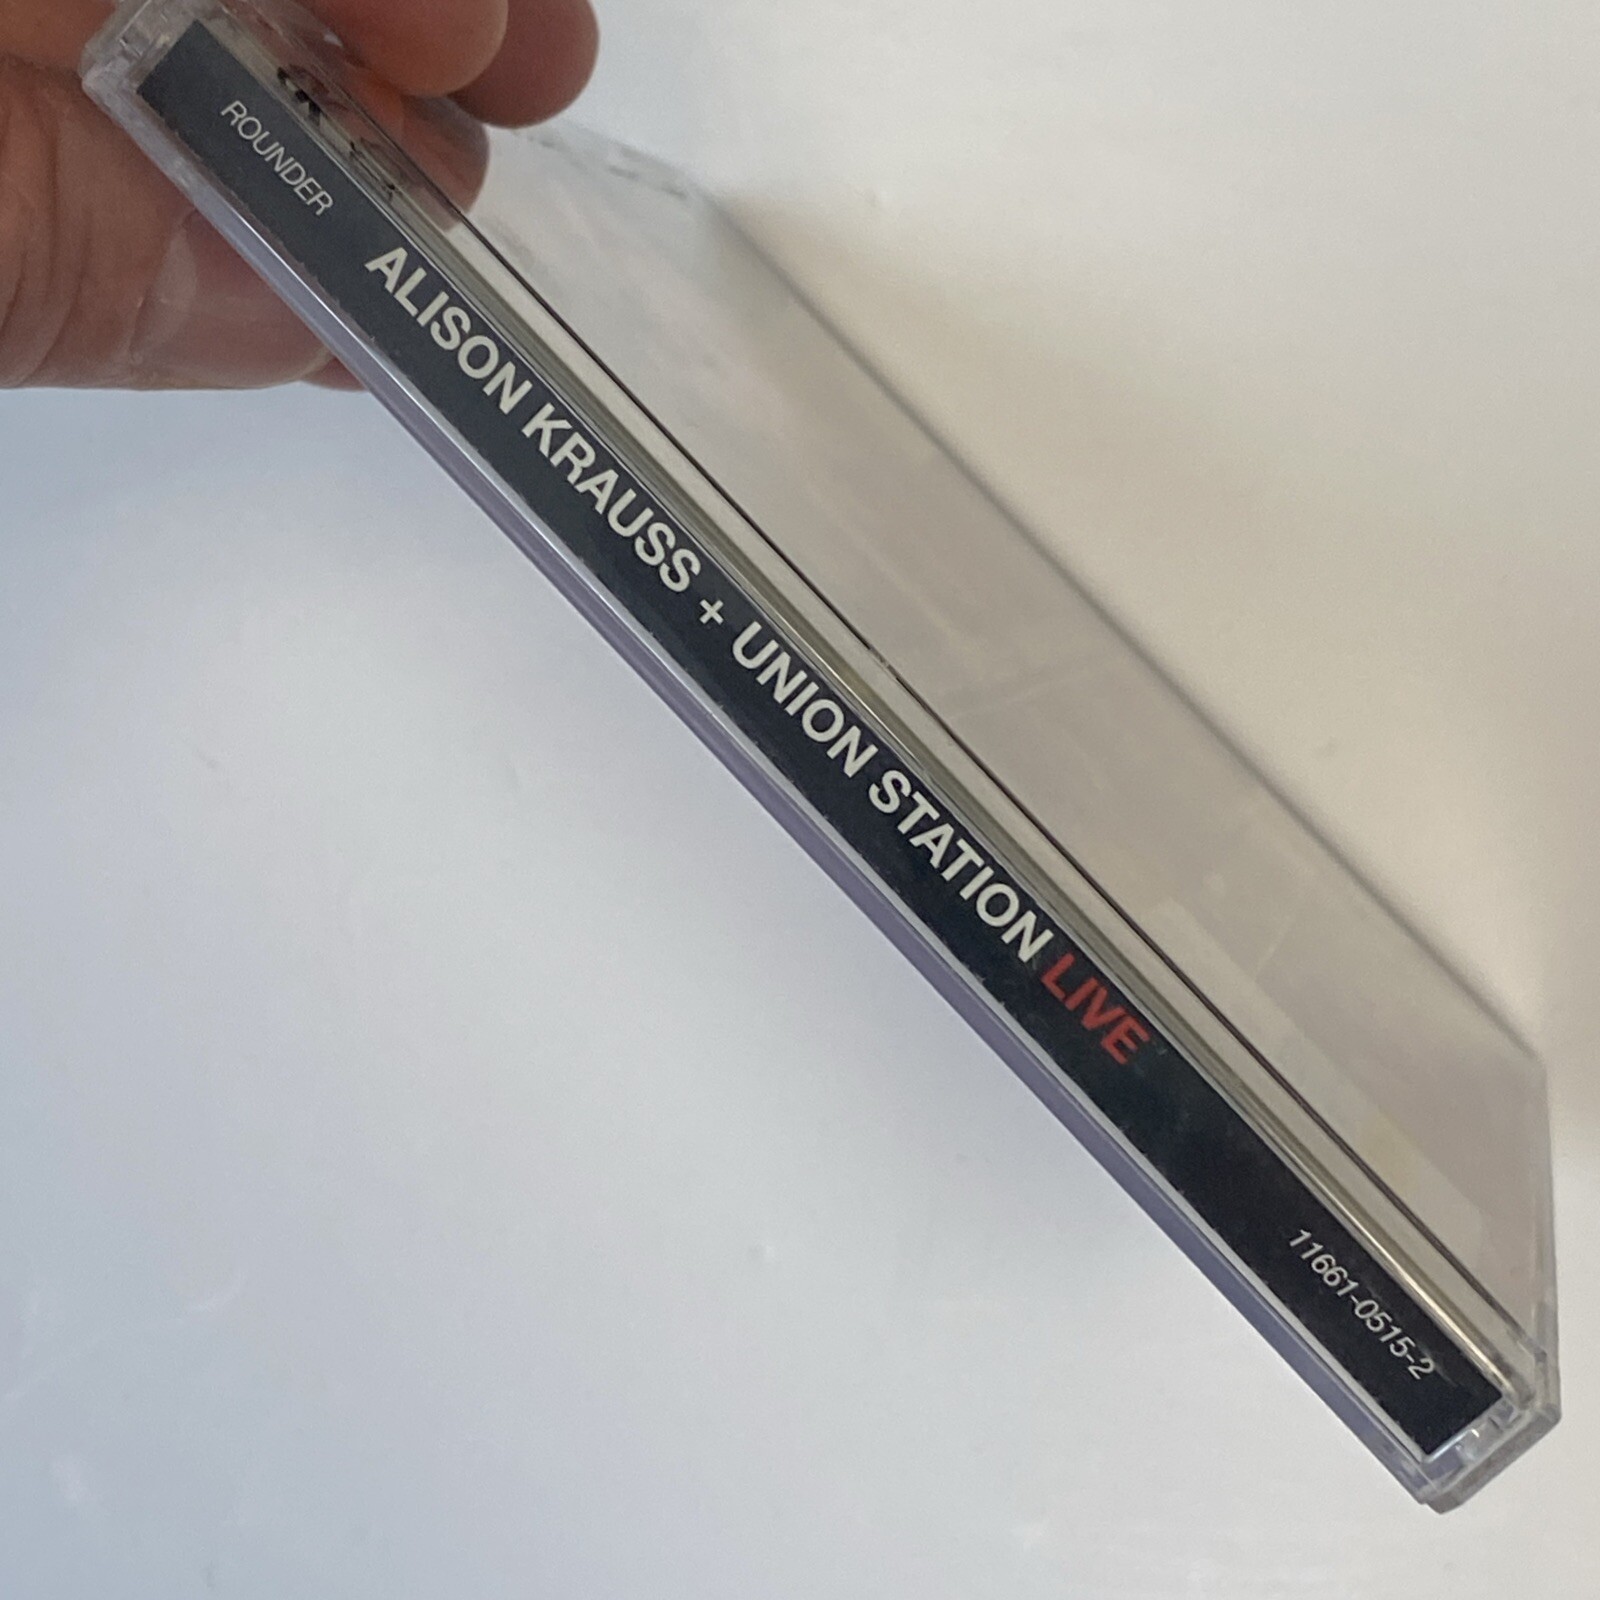 ROUNDER
ALISON KRAUSS + UNION STATION LIVE
11661-0515-2